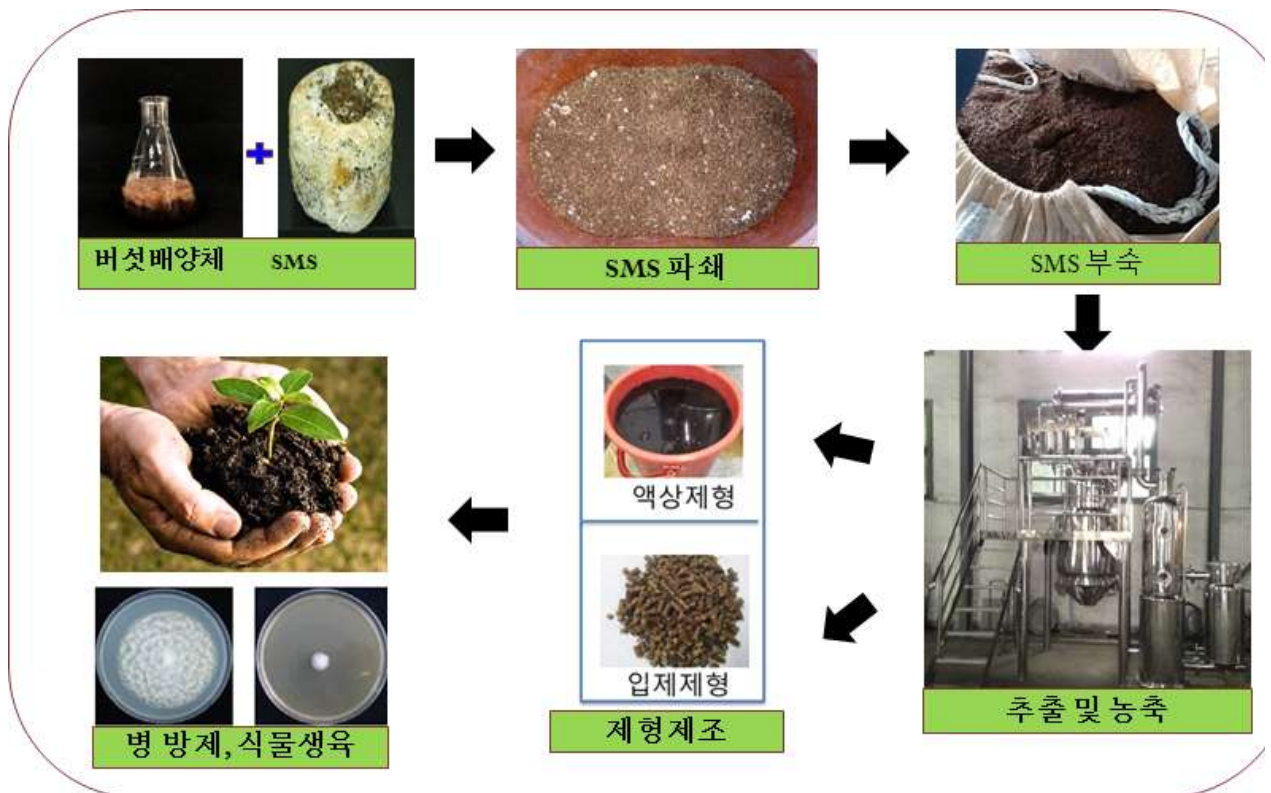 버섯배양체 SMS
SMS 파쇄
SMS 부숙
액상제형
입제제형
제형제조
추출 및 농축
병 방제, 식물생육